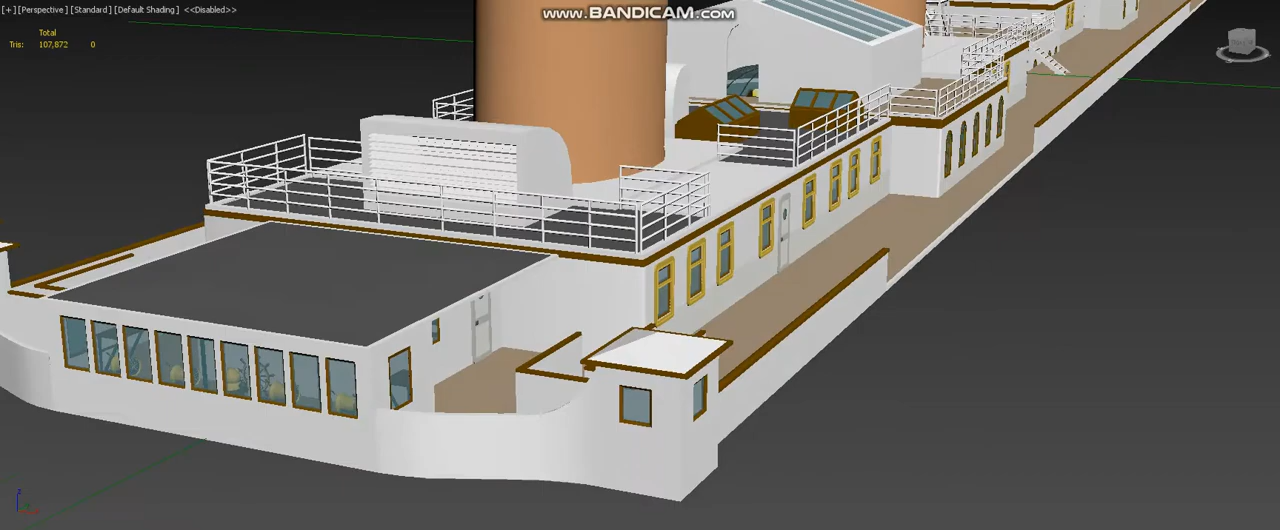 [+] [Perspective] [Standard] [Default Shading] <<Disabled>>
www.BANDICAM.com
Total
Tris: 107,872 0